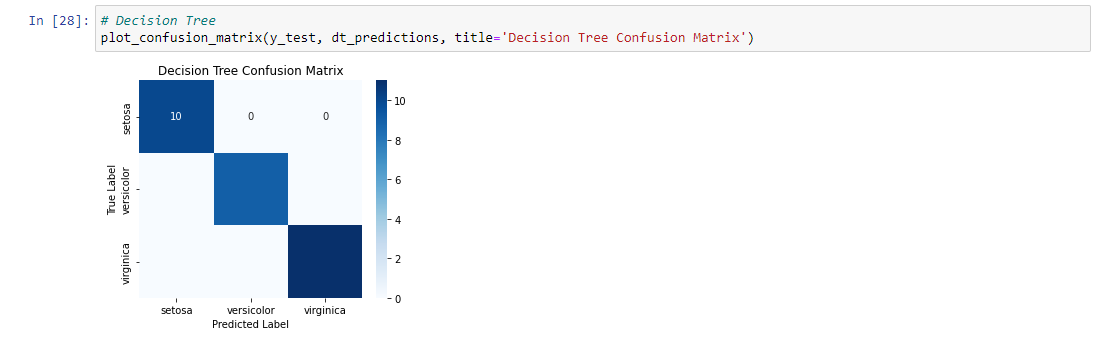 In [28]:
# Decision Tree
plot_confusion_matrix(y_test, dt_predictions, title='Decision Tree Confusion Matrix')
Decision Tree Confusion Matrix
setosa
10 0 0
True Label
versicolor
virginica
10
8
6
4
2
0
setosa versicolor virginica
Predicted Label